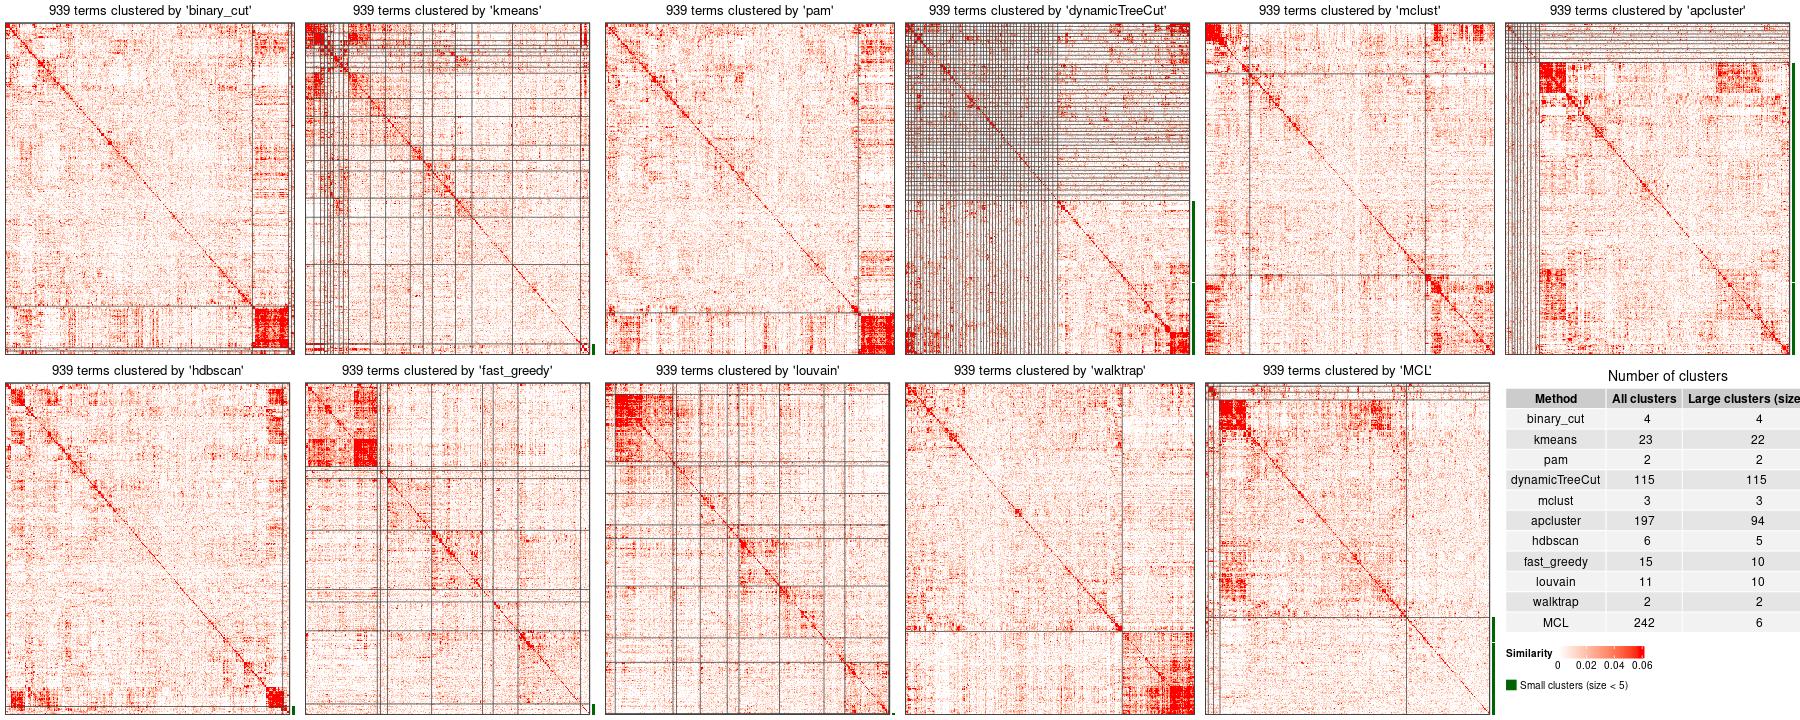 939 terms clustered by 'binary_cut'
939 terms clustered by 'kmeans'
939 terms clustered by 'pam'
939 terms clustered by 'dynamicTreeCut'
939 terms clustered by 'mclust'
939 terms clustered by 'apcluster'
939 terms clustered by 'hdbscan'
939 terms clustered by 'fast_greedy'
939 terms clustered by 'louvain'
939 terms clustered by 'walktrap'
939 terms clustered by 'MCL'
Number of clusters
Method All clusters Large clusters (size
binary_cut 4 4
kmeans 23 22
pam 2 2
dynamicTreeCut 115 115
mclust 3 3
apcluster 197 94
hdbscan 6 5
fast_greedy 15 10
louvain 11 10
walktrap 2 2
MCL 242 6
Similarity
0 0.02 0.04 0.06
Small clusters (size < 5)